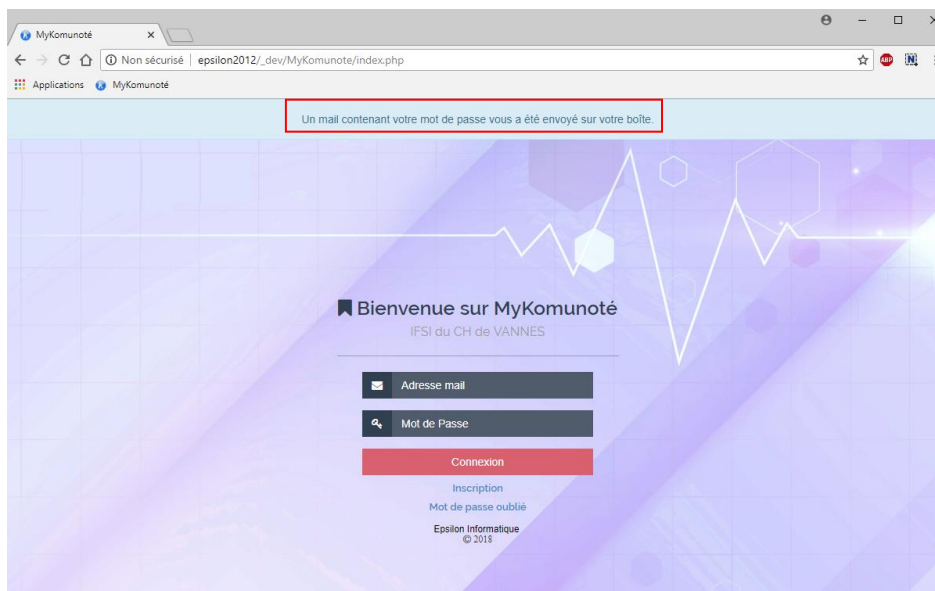 MyKomunoté
Non sécurisé | epsilon2012/_dev/MyKomunote/index.php
ABP
N
Applications
MyKomunoté
Un mail contenant votre mot de passe vous a été envoyé sur votre boîte.
Bienvenue sur MyKomunoté
IFSI du CH de VANNES
Adresse mail
Mot de Passe
Connexion
Inscription
Mot de passe oublié
Epsilon Informatique
© 2018